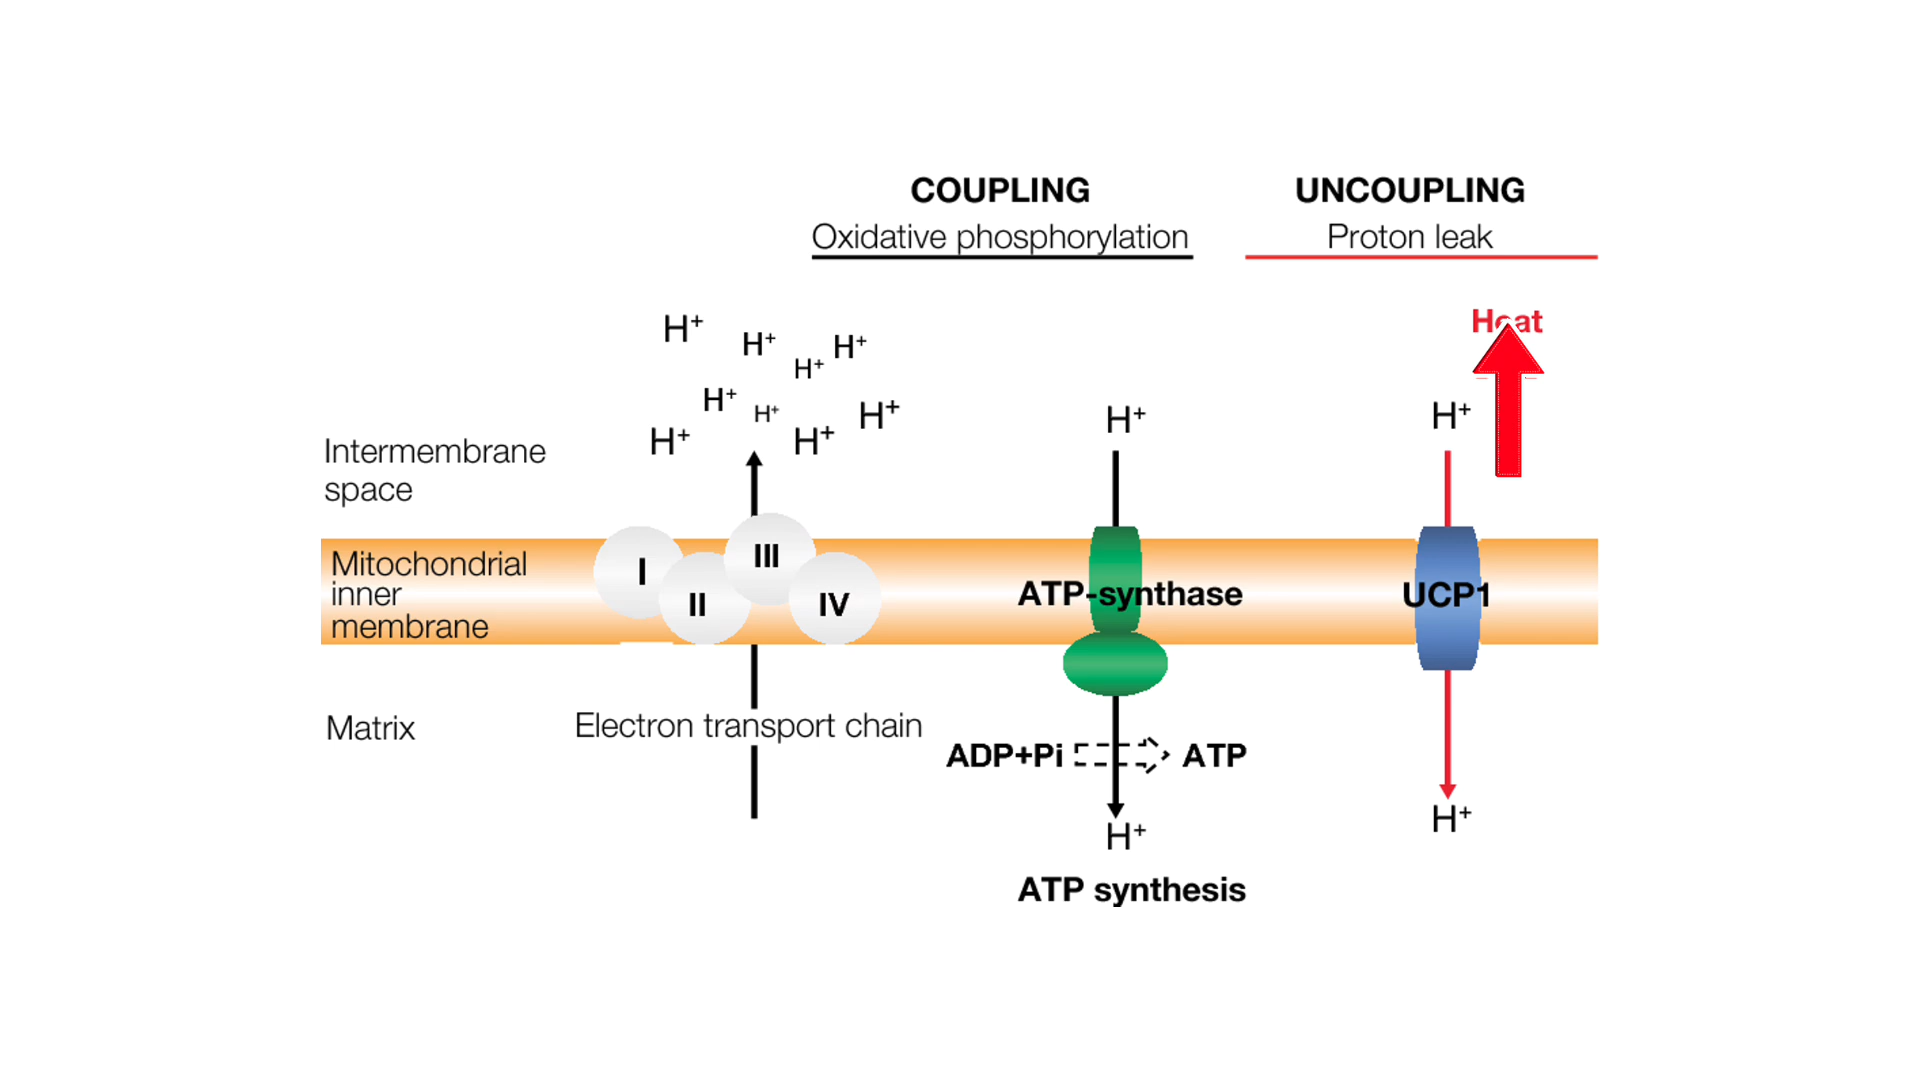 COUPLING
Oxidative phosphorylation
UNCOUPLING
Proton leak
Heat
H+
H+
H+
H+
H+
H+
H+
H+
H+
H+
H+
Intermembrane
space
Mitochondrial
inner
membrane
I
II
III
IV
ATP-synthase
UCP1
Matrix
Electron transport chain
ADP+Pi
ATP
H+
H+
ATP synthesis